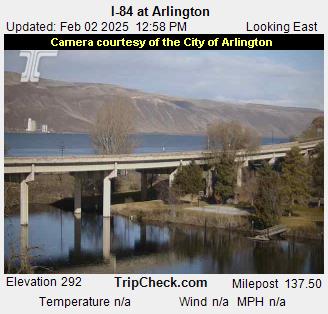 I-84 at Arlington
Updated: Feb 02 2025 12:58 PM Looking East
Camera courtesy of the City of Arlington
Elevation 292 TripCheck.com Milepost 137.50
Temperature n/a Wind n/a MPH n/a